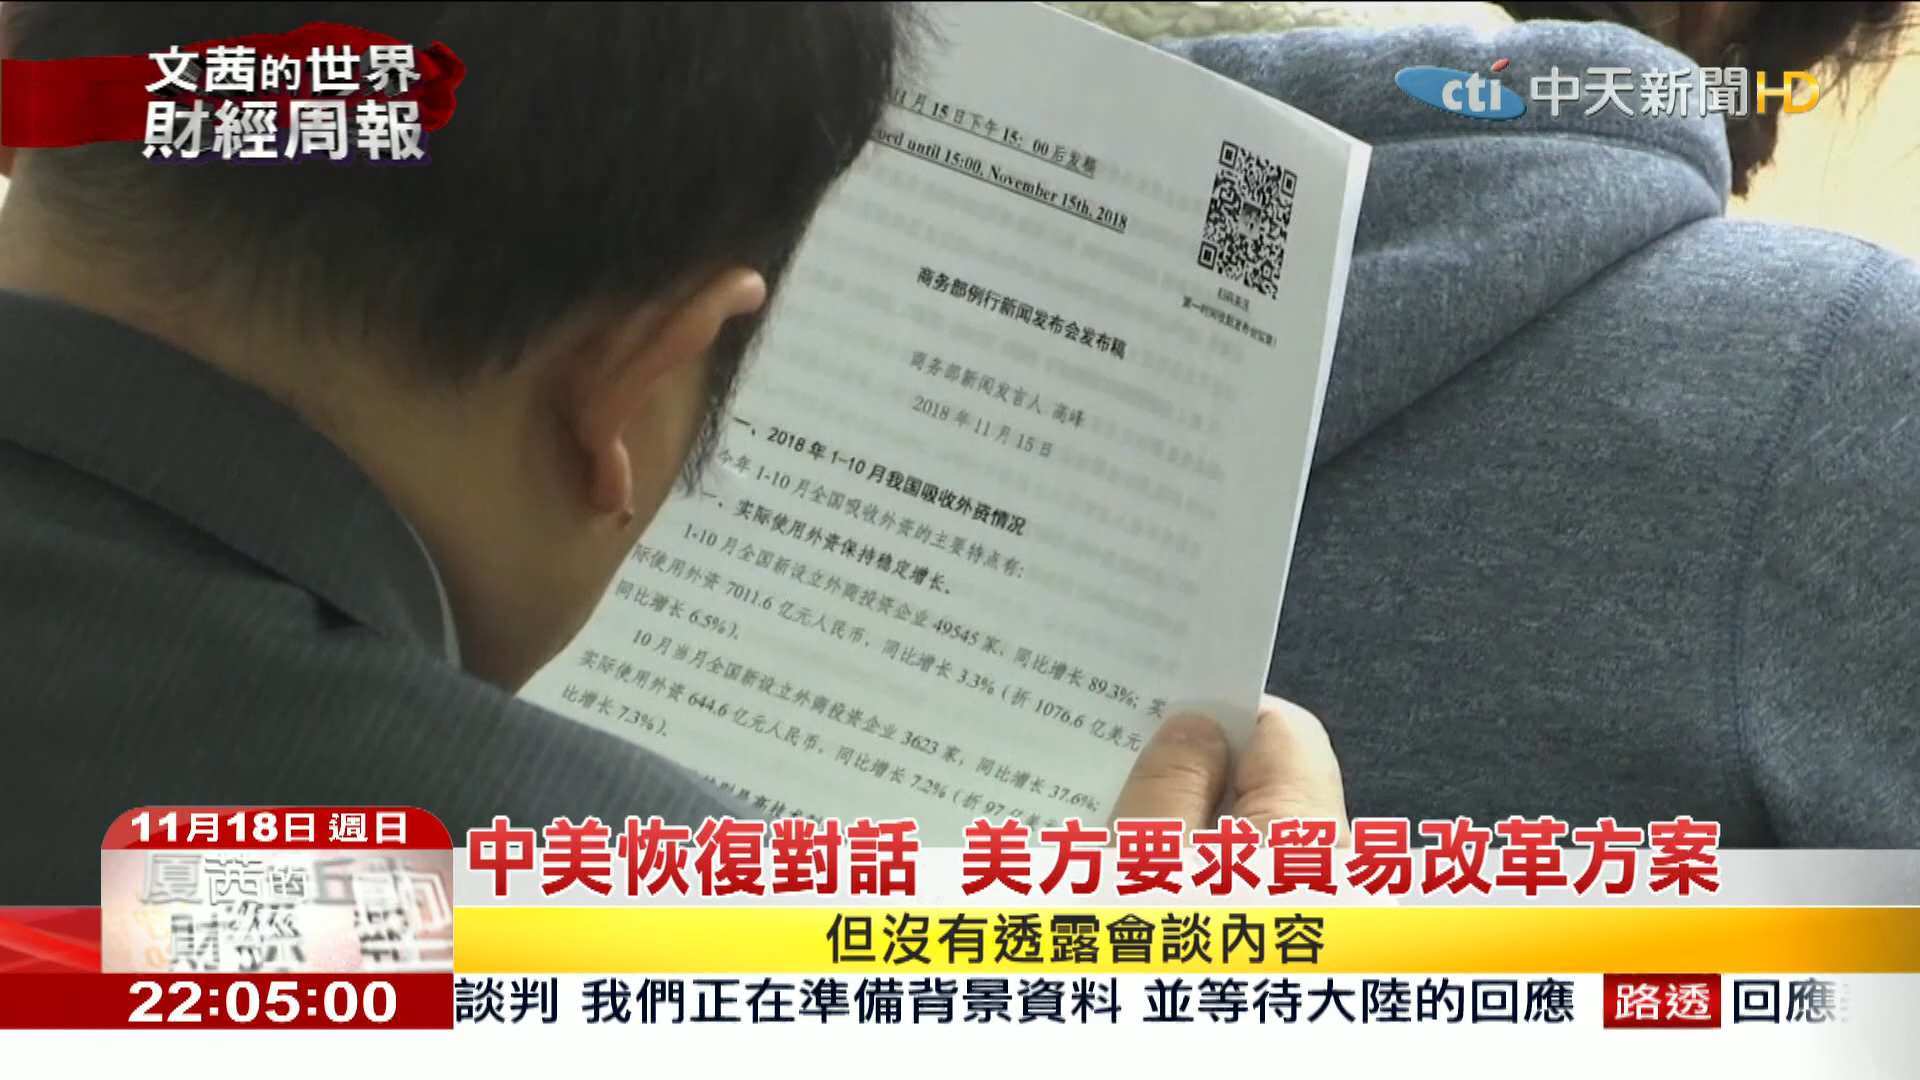 文茜的世界
財經周報
cti 中天新聞HD
11月15日下午15：00后发稿
until 15:00, November 15th, 2018
商务部例行新闻发布会发布稿
商务部新闻发言人 高峰
2018年11月15日
一、2018年1-10月我国吸收外资情况
今年1-10月全国吸收外资的主要特点有：
一、实际使用外资保持稳定增长。
1-10月全国新设立外商投资企业49545家，同比增长89.3%；实
际使用外资7011.6亿元人民币，同比增长3.3%（折1076.6亿美元
同比增长6.5%）。
10月当月全国新设立外商投资企业3623家，同比增长37.6%；
实际使用外资644.6亿元人民币，同比增长7.2%（折97亿美元
比增长7.3%）。
11月18日 週日
中美恢復對話 美方要求貿易改革方案
但沒有透露會談內容
22:05:00
談判 我們正在準備背景資料 並等待大陸的回應 路透 回應